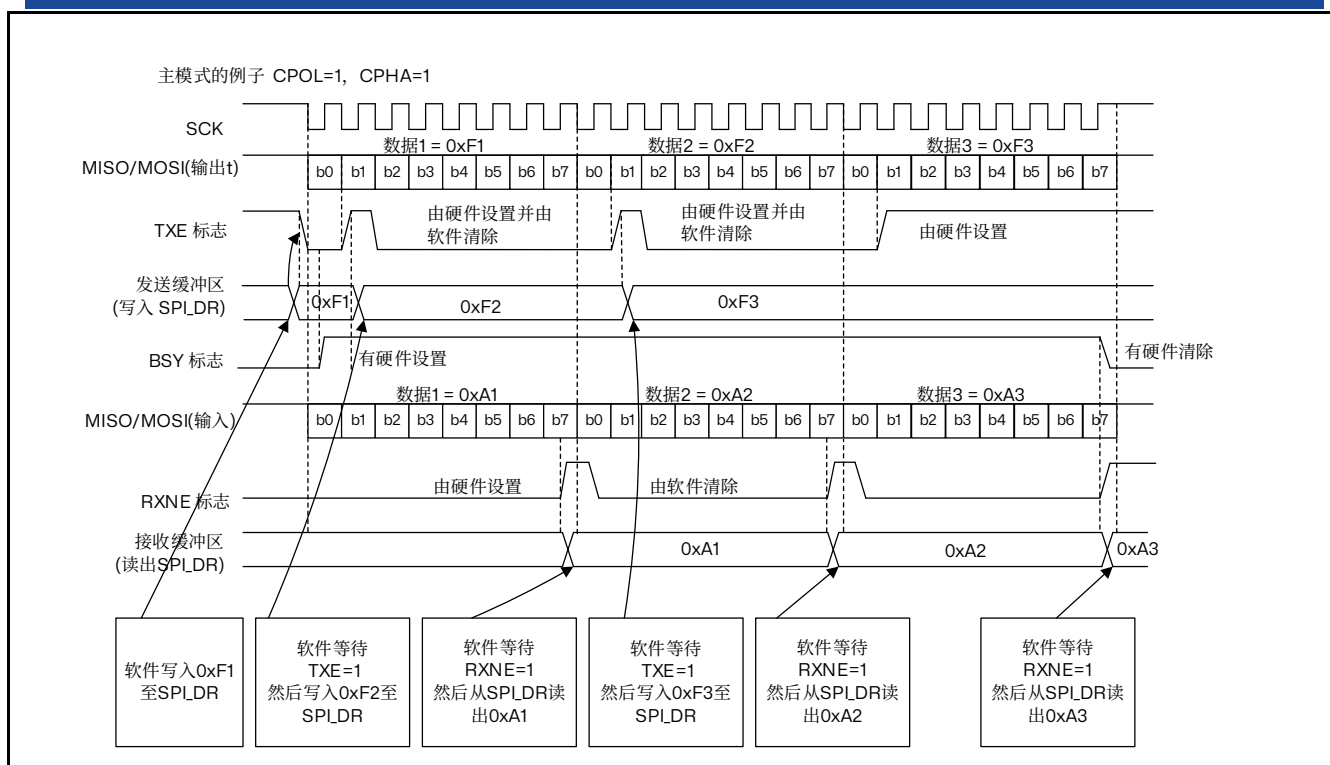 主模式的例子 CPOL=1, CPHA=1
SCK
数据1 = 0xF1
数据2 = 0xF2
数据3 = 0xF3
MISO/MOSI(输出t)
b0 b1 b2 b3 b4 b5 b6 b7 b0 b1 b2 b3 b4 b5 b6 b7 b0 b1 b2 b3 b4 b5 b6 b7
TXE 标志
由硬件设置并由
软件清除
由硬件设置并由
软件清除
由硬件设置
发送缓冲区
(写入 SPI_DR)
0xF1
0xF2
0xF3
BSY 标志
有硬件设置
有硬件清除
数据1 = 0xA1
数据2 = 0xA2
数据3 = 0xA3
MISO/MOSI(输入)
b0 b1 b2 b3 b4 b5 b6 b7 b0 b1 b2 b3 b4 b5 b6 b7 b0 b1 b2 b3 b4 b5 b6 b7
RXNE 标志
由硬件设置
由软件清除
接收缓冲区
(读出SPI_DR)
0xA1
0xA2
0xA3
软件写入0xF1
至SPI_DR
软件等待
TXE=1
然后写入0xF2至
SPI_DR
软件等待
RXNE=1
然后从SPI_DR读
出0xA1
软件等待
TXE=1
然后写入0xF3至
SPI_DR
软件等待
RXNE=1
然后从SPI_DR读
出0xA2
软件等待
RXNE=1
然后从SPI_DR读
出0xA3